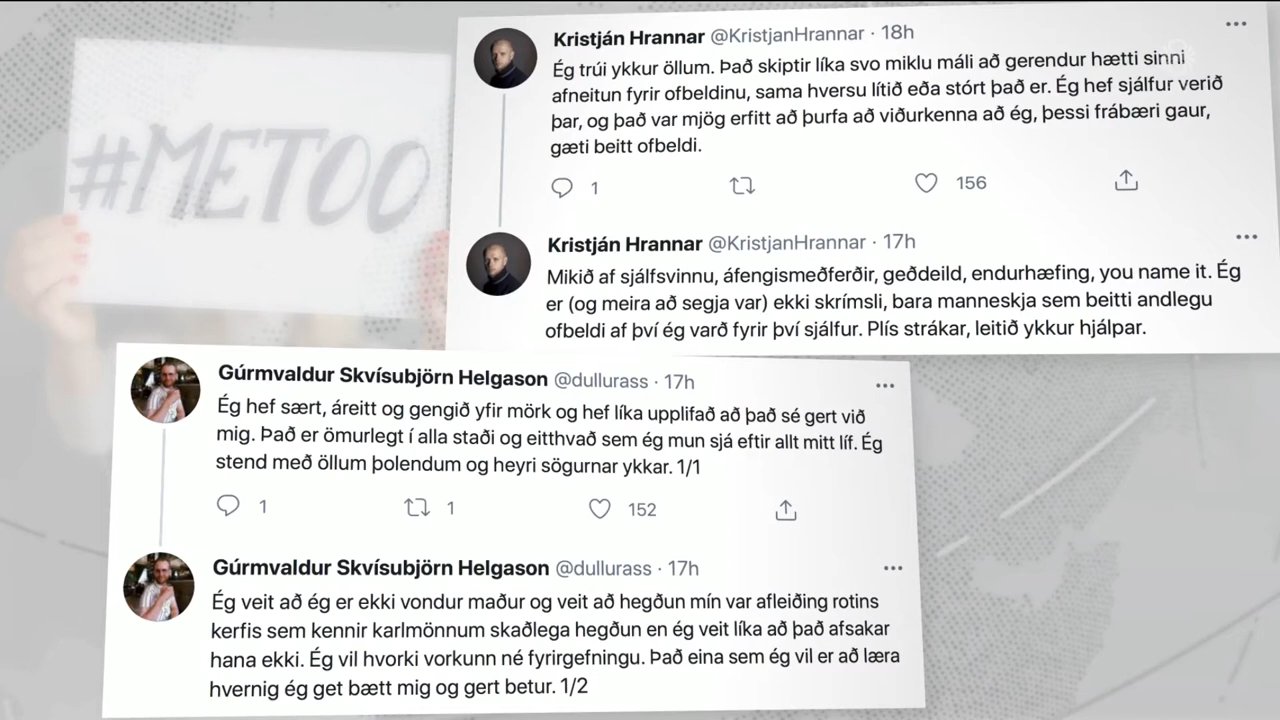 #METOO
Kristján Hrannar @KristjanHrannar · 18h
Ég trúi ykkur öllum. Það skiptir líka svo miklu máli að gerendur hætti sinni
afneitun fyrir ofbeldinu, sama hversu lítið eða stórt það er. Ég hef sjálfur verið
þar, og það var mjög erfitt að þurfa að viðurkenna að ég, þessi frábæri gaur,
gæti beitt ofbeldi.
1 156
Kristján Hrannar @KristjanHrannar · 17h
Mikið af sjálfsvinnu, áfengismeðferðir, geðdeild, endurhæfing, you name it. Ég
er (og meira að segja var) ekki skrímsli, bara manneskja sem beitti andlegu
ofbeldi af því ég varð fyrir því sjálfur. Plís strákar, leitið ykkur hjálpar.
Gúrmvaldur Skvísubjörn Helgason @dullurass · 17h
Ég hef sært, áreitt og gengið yfir mörk og hef líka upplifað að það sé gert við
mig. Það er ömurlegt í alla staði og eitthvað sem ég mun sjá eftir allt mitt líf. Ég
stend með öllum þolendum og heyri sögurnar ykkar. 1/1
1 1 152
Gúrmvaldur Skvísubjörn Helgason @dullurass · 17h
Ég veit að ég er ekki vondur maður og veit að hegðun mín var afleiðing rotins
kerfis sem kennir karlmönnum skaðlega hegðun en ég veit líka að það afsakar
hana ekki. Ég vil hvorki vorkunn né fyrirgefningu. Það eina sem ég vil er að læra
hvernig ég get bætt mig og gert betur. 1/2